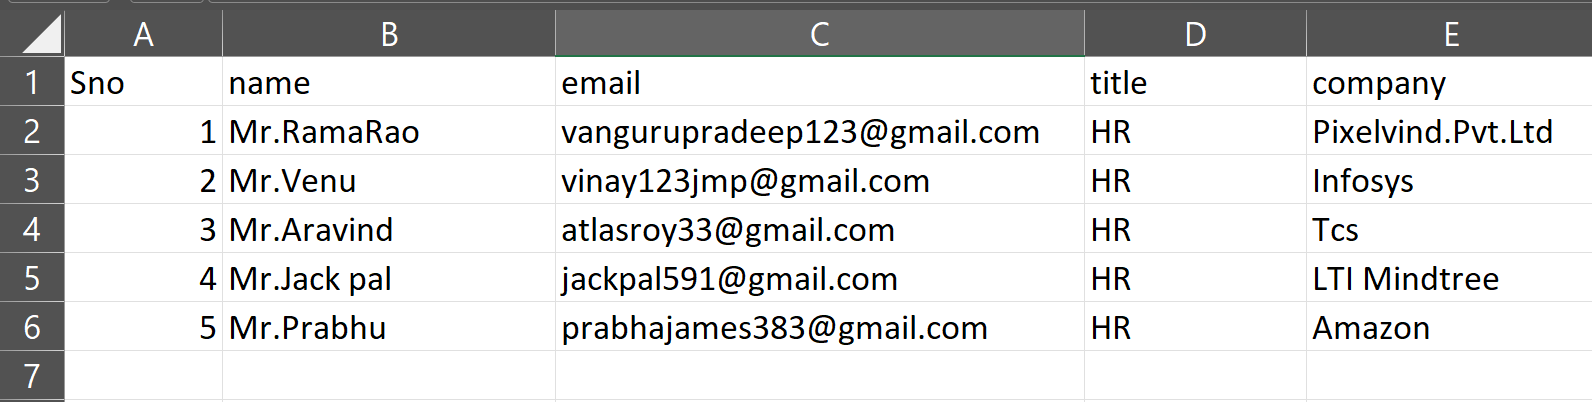 A B C D E
1 Sno name email title company
2 1 Mr.RamaRao vangurupradeep123@gmail.com HR Pixelvind.Pvt.Ltd
3 2 Mr.Venu vinay123jmp@gmail.com HR Infosys
4 3 Mr.Aravind atlasroy33@gmail.com HR Tcs
5 4 Mr.Jack pal jackpal591@gmail.com HR LTI Mindtree
6 5 Mr.Prabhu prabhajames383@gmail.com HR Amazon
7